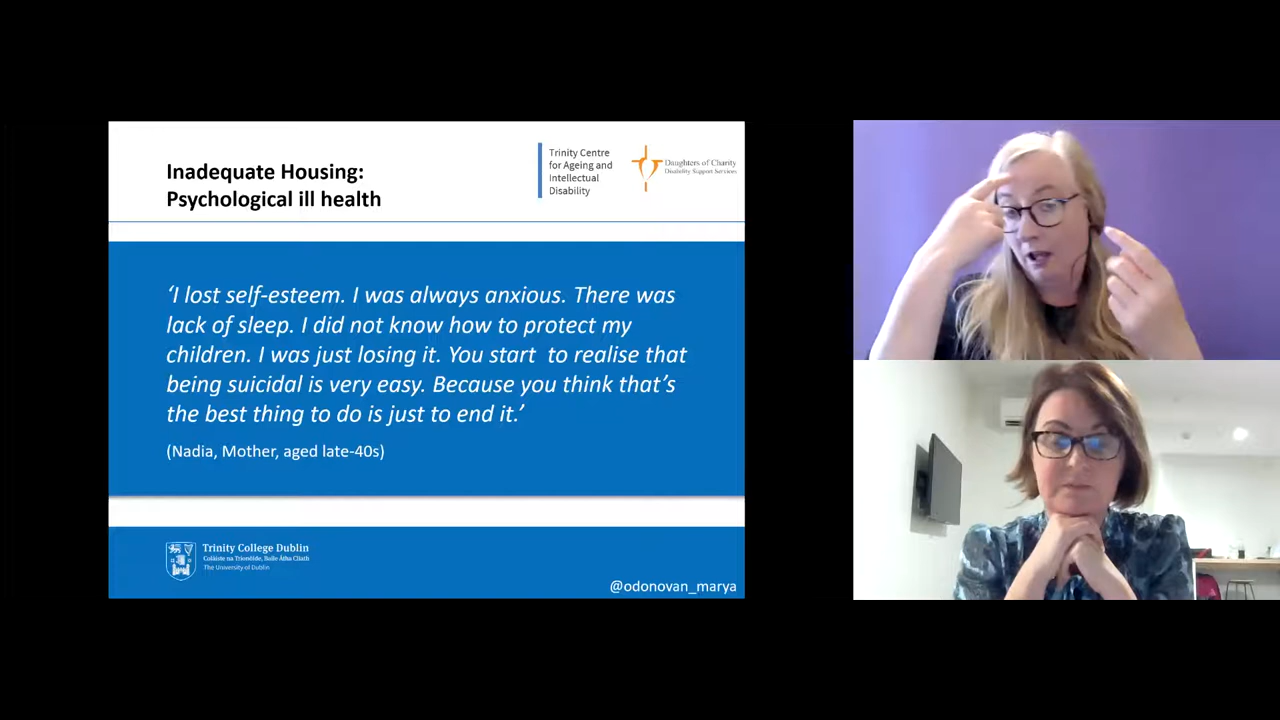 Inadequate Housing:
Psychological ill health
Trinity Centre
for Ageing and
Intellectual
Disability
Daughters of Charity
Disability Support Services
‘I lost self-esteem. I was always anxious. There was
lack of sleep. I did not know how to protect my
children. I was just losing it. You start  to realise that
being suicidal is very easy. Because you think that’s
the best thing to do is just to end it.’
(Nadia, Mother, aged late-40s)
Trinity College Dublin
Coláiste na Tríonóide, Baile Átha Cliath
The University of Dublin
@odonovan_marya